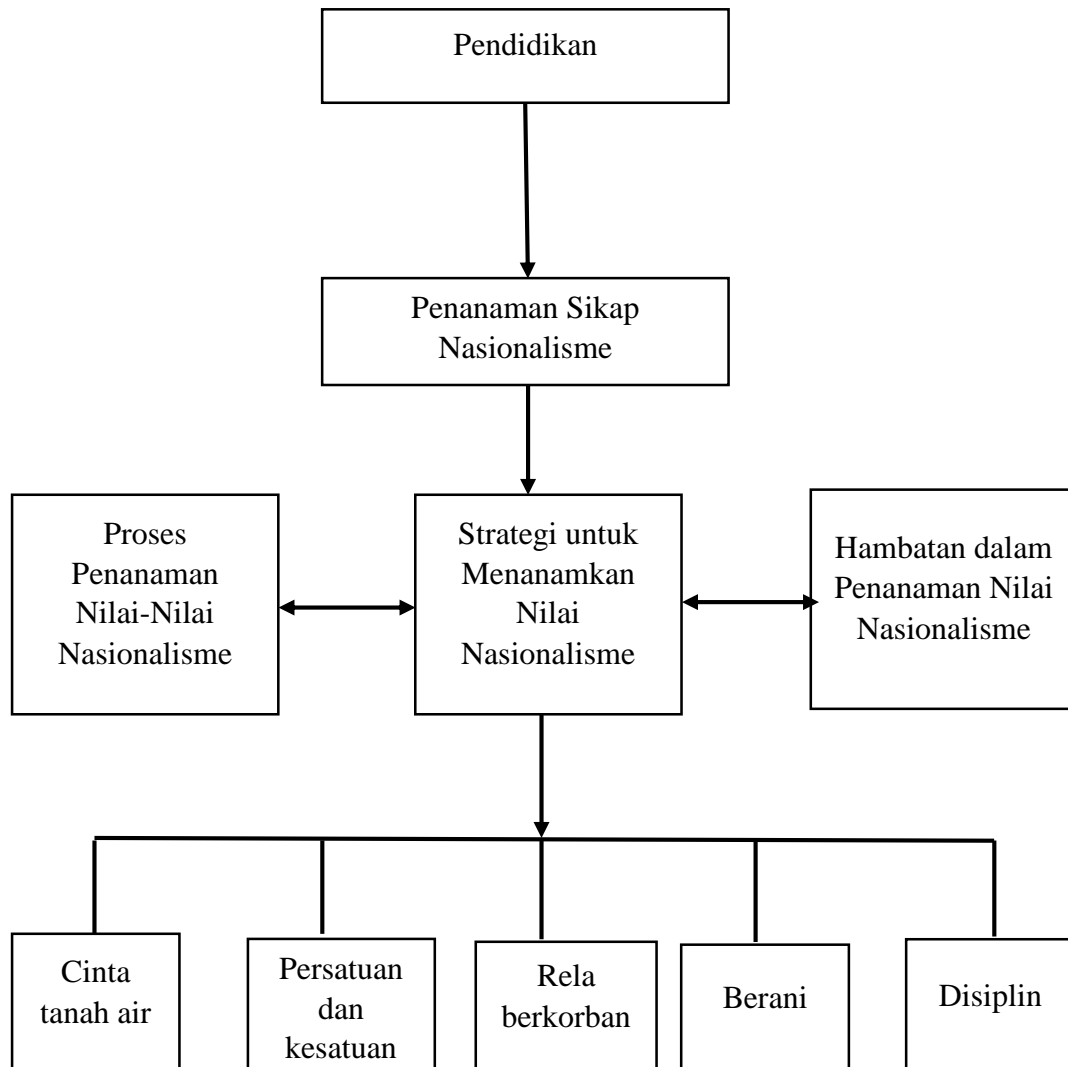 Pendidikan
Penanaman Sikap
Nasionalisme
Proses
Penanaman
Nilai-Nilai
Nasionalisme
Strategi untuk
Menanamkan
Nilai
Nasionalisme
Hambatan dalam
Penanaman Nilai
Nasionalisme
Cinta
tanah air
Persatuan
dan
kesatuan
Rela
berkorban
Berani
Disiplin